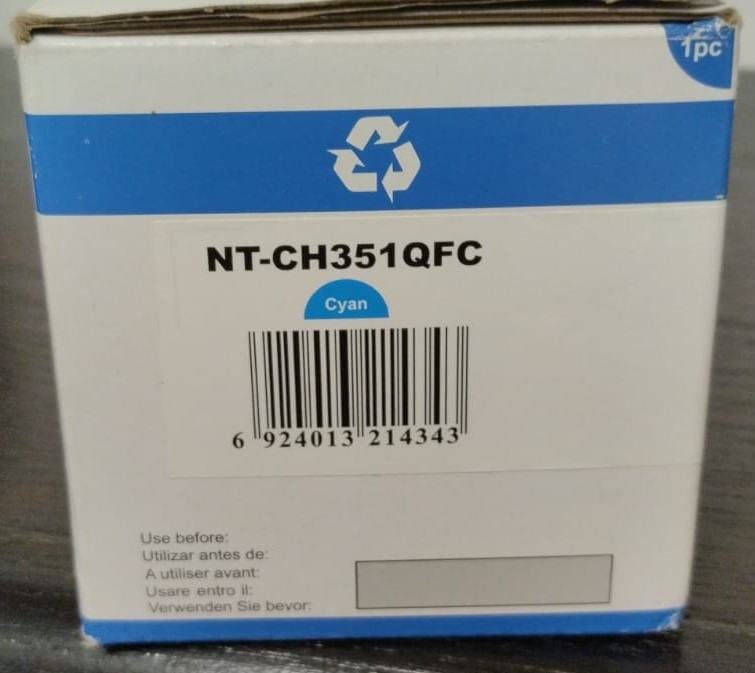 1pc
NT-CH351QFC
Cyan
6 924013 214343
Use before:
Utilizar antes de:
A utiliser avant:
Usare entro il:
Verwenden Sie bevor: